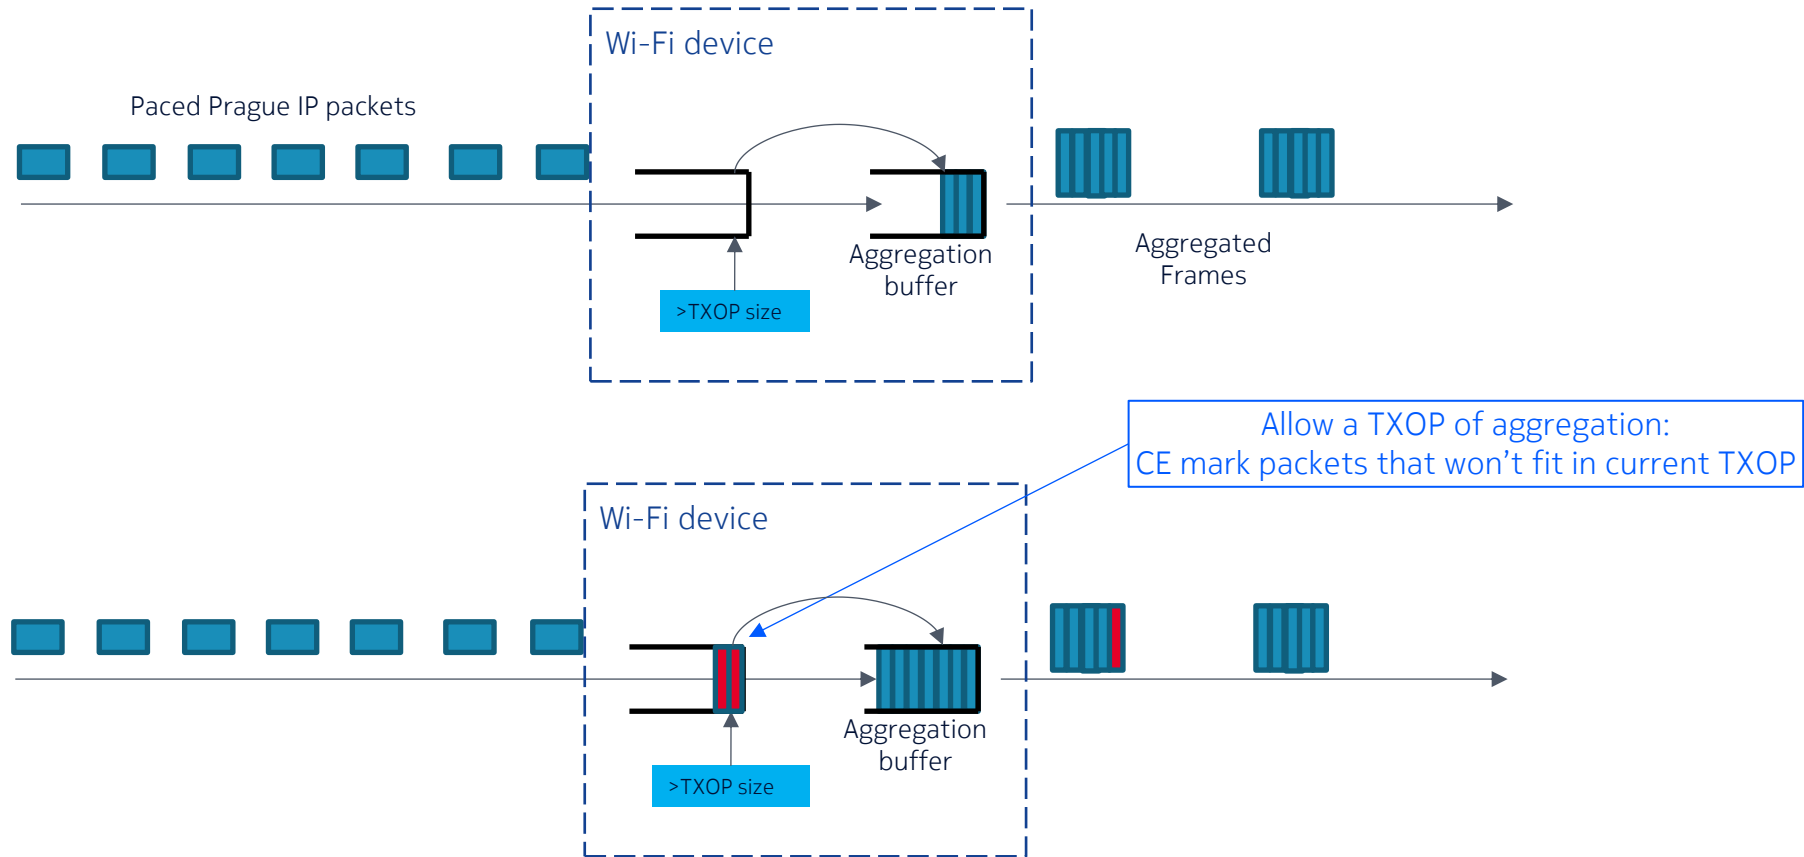 Wi-Fi device
Paced Prague IP packets
Aggregation
buffer
Aggregated
Frames
>TXOP size
Allow a TXOP of aggregation:
CE mark packets that won’t fit in current TXOP
Wi-Fi device
Aggregation
buffer
>TXOP size